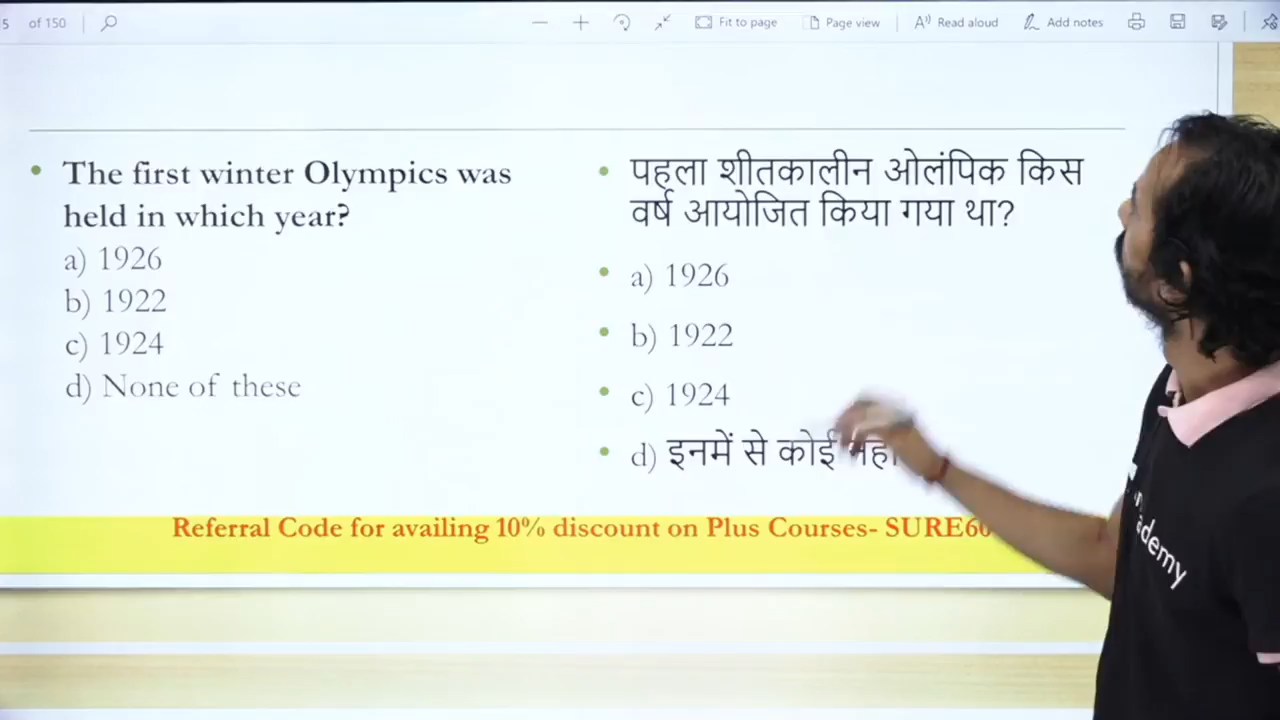 5 of 150 Fit to page Page view Read aloud Add notes
The first winter Olympics was
held in which year?
a) 1926
b) 1922
c) 1924
d) None of these
पहला शीतकालीन ओलंपिक किस
वर्ष आयोजित किया गया था?
a) 1926
b) 1922
c) 1924
d) इनमें से कोई
Referral Code for availing 10% discount on Plus Courses-